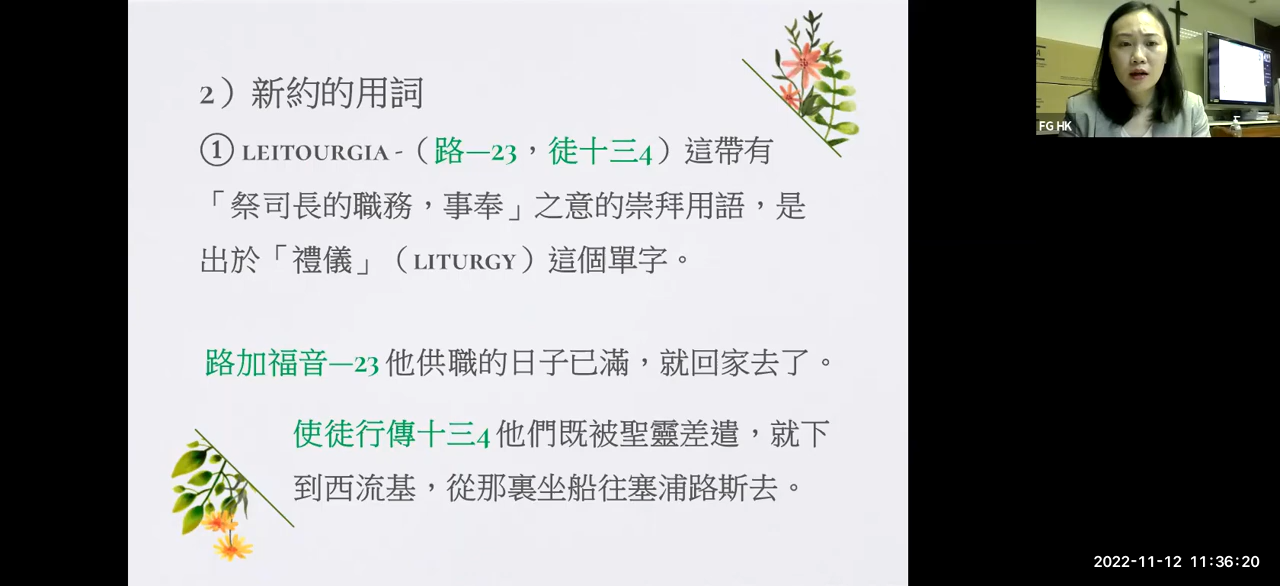 2）新約的用詞
① LEITOURGIA -（路一23，徒十三4）這帶有
「祭司長的職務，事奉」之意的崇拜用語，是
出於「禮儀」（LITURGY）這個單字。
路加福音一23 他供職的日子已滿，就回家去了。
使徒行傳十三4 他們既被聖靈差遣，就下
到西流基，從那裏坐船往塞浦路斯去。
FG HK
2022-11-12 11:36:20